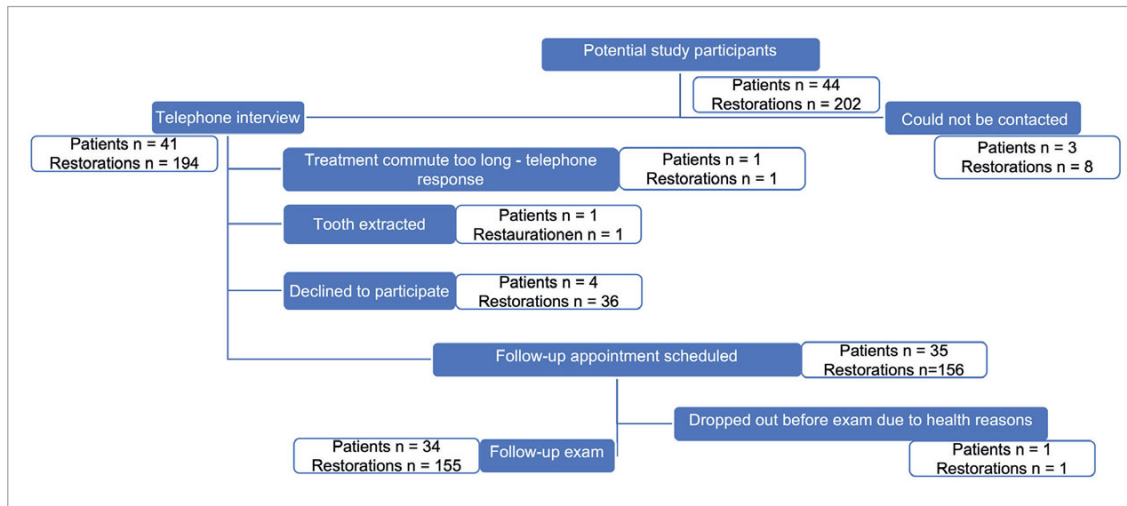 Potential study participants
Patients n = 44
Restorations n = 202
Telephone interview
Patients n = 41
Restorations n = 194
Could not be contacted
Patients n = 3
Restorations n = 8
Treatment commute too long - telephone
response
Patients n = 1
Restorations n = 1
Tooth extracted
Patients n = 1
Restaurationen n = 1
Declined to participate
Patients n = 4
Restorations n = 36
Follow-up appointment scheduled
Patients n = 35
Restorations n=156
Dropped out before exam due to health reasons
Patients n = 1
Restorations n = 1
Patients n = 34
Restorations n = 155
Follow-up exam